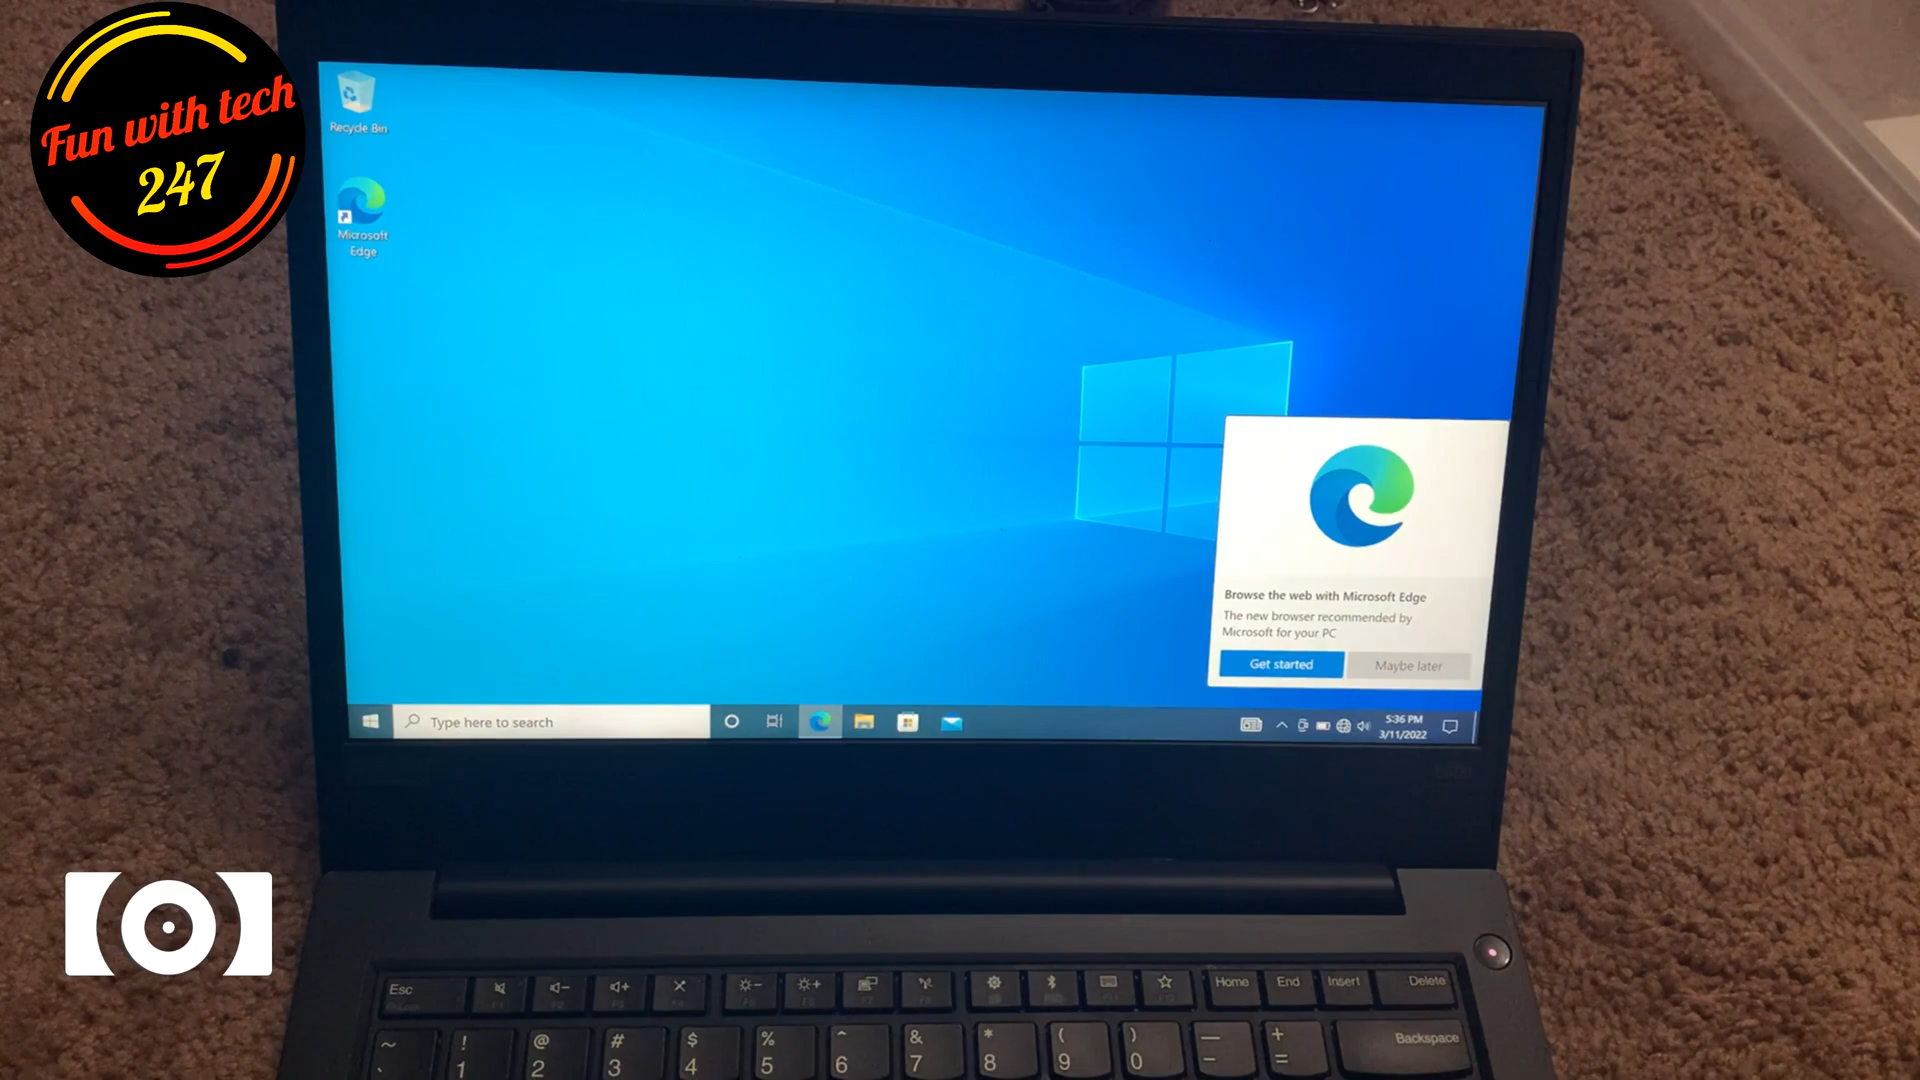 Fun with tech
247
Recycle Bin
Microsoft
Edge
Browse the web with Microsoft Edge
The new browser recommended by
Microsoft for your PC
Get started
Maybe later
Type here to search
5:36 PM
3/11/2022
Esc
Home
End
Insert
Delete
~ ! @ # $ % ^ & * ( ) — +
` 1 2 3 4 5 6 7 8 9 0 - =
Backspace